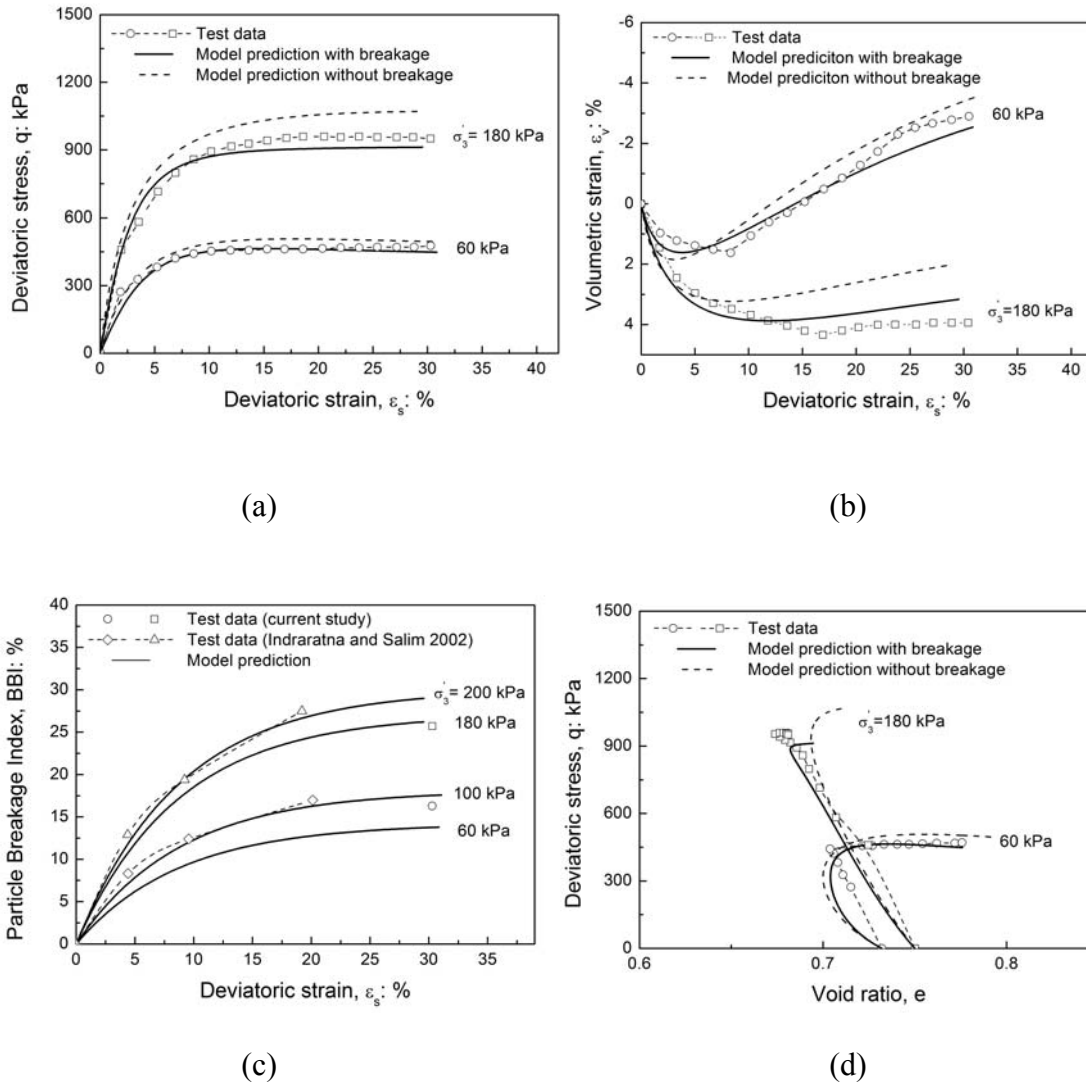 1500
1200
900
600
300
0
0 5 10 15 20 25 30 35 40
Deviatoric stress, q: kPa
Deviatoric strain, εs: %
Test data
Model prediction with breakage
Model prediction without breakage
σ'3= 180 kPa
60 kPa
(a)
-6
-4
-2
0
2
4
0 5 10 15 20 25 30 35 40
Volumetric strain, εv: %
Deviatoric strain, εs: %
Test data
Model prediction with breakage
Model prediciton without breakage
60 kPa
σ'3=180 kPa
(b)
40
35
30
25
20
15
10
5
0
0 5 10 15 20 25 30 35
Particle Breakage Index, BBI: %
Deviatoric strain, εs: %
Test data (current study)
Test data (Indraratna and Salim 2002)
Model prediction
σ'3= 200 kPa
180 kPa
100 kPa
60 kPa
(c)
1500
1200
900
600
300
0
0.6 0.7 0.8
Deviatoric stress, q: kPa
Void ratio, e
Test data
Model prediction with breakage
Model prediction without breakage
σ'3=180 kPa
60 kPa
(d)